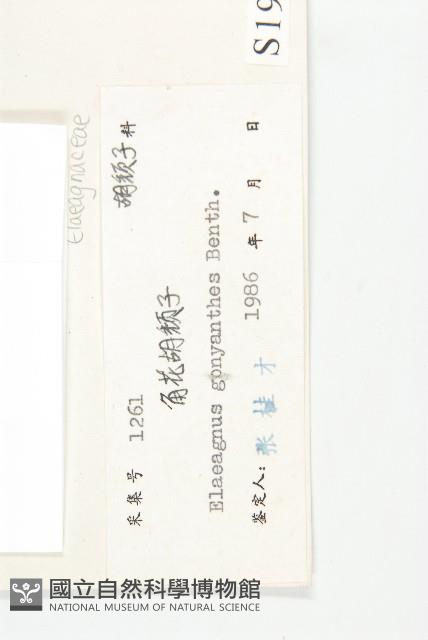 S19
Elaeagnaceae
采集号 1261 胡颓子科
角花胡颓子
Elaeagnus gonyanthes Benth.
鉴定人: 张桂才 1986 年 7 月 日
國立自然科學博物館
NATIONAL MUSEUM OF NATURAL SCIENCE